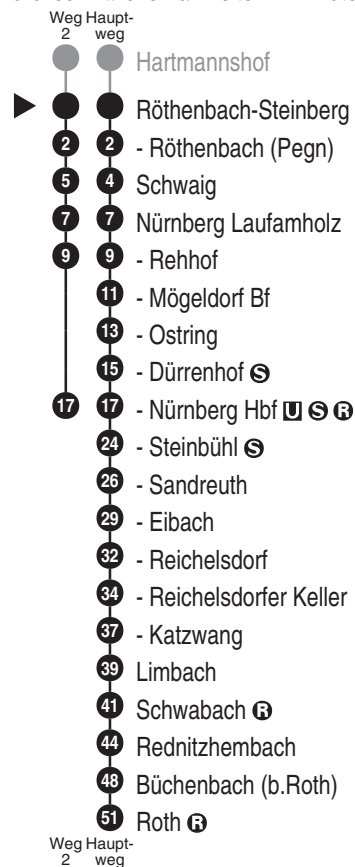 Weg Haupt-
2 weg
Hartmannshof
Röthenbach-Steinberg
2 2 - Röthenbach (Pegn)
5 4 Schwaig
7 7 Nürnberg Laufamholz
9 9 - Rehhof
11 - Mögeldorf Bf
13 - Ostring
15 - Dürrenhof S
17 17 - Nürnberg Hbf U S R
24 - Steinbühl S
26 - Sandreuth
29 - Eibach
32 - Reichelsdorf
34 - Reichelsdorfer Keller
37 - Katzwang
39 Limbach
41 Schwabach R
44 Rednitzhembach
48 Büchenbach (b.Roth)
51 Roth R
Weg Haupt-
2 weg